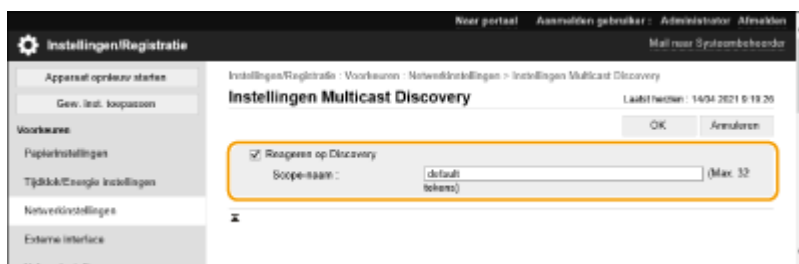 Naar portaal Aanmelden gebruiker : Administrator Afmelden
Instellingen/Registratie
Mail naar Systeembeheerder
Apparaat opnieuw starten
Gew. inst. toepassen
Voorkeuren
Papierinstellingen
Tijdklok/Energie instellingen
Netwerkinstellingen
Externe interface
Instellingen/Registratie : Voorkeuren : Netwerkinstellingen > Instellingen Multicast Discovery
Instellingen Multicast Discovery
Laatst herzien : 14/04 2021 9:10:26
OK Annuleren
Reageren op Discovery
Scope-naam : default (Max. 32
tekens)